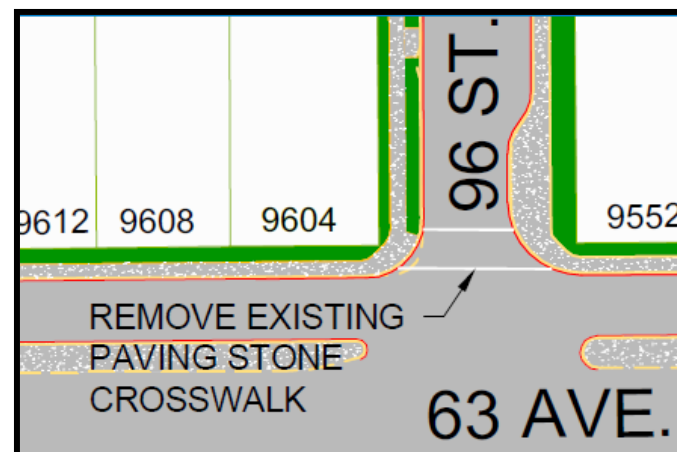 96 ST.
9612
9608
9604
9552
REMOVE EXISTING
PAVING STONE
CROSSWALK
63 AVE.